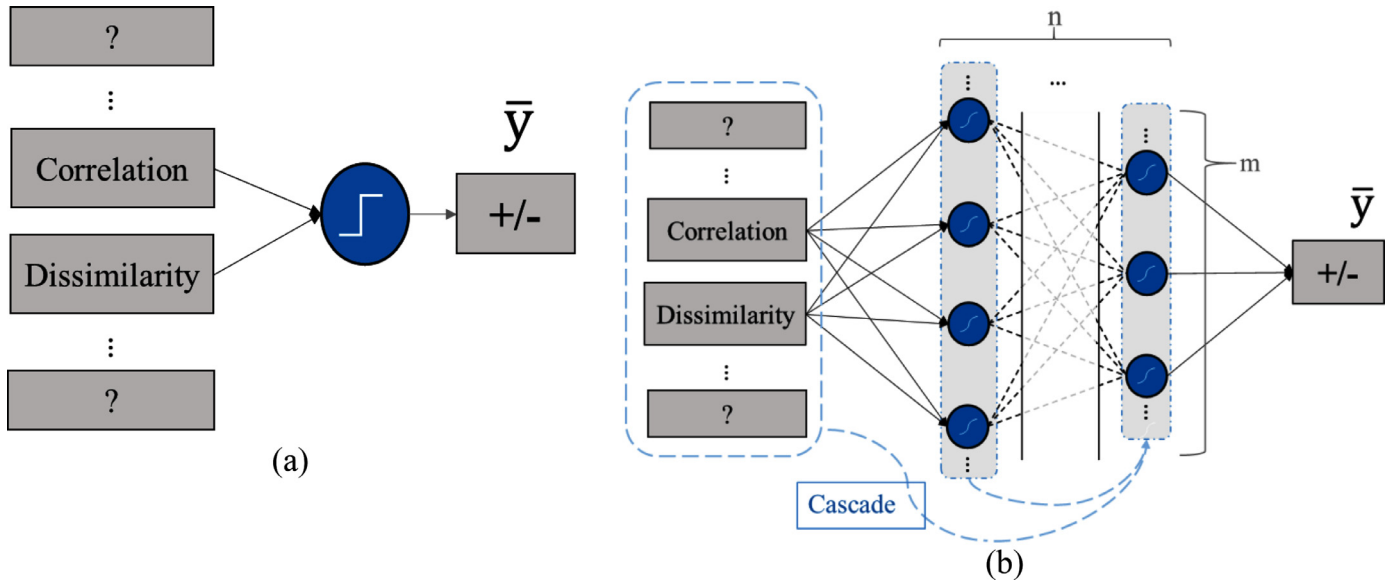 ?
...
Correlation
Dissimilarity
...
?
ȳ
+/-
(a)
n
...
?
...
Correlation
Dissimilarity
...
?
...
...
...
...
m
ȳ
+/-
Cascade
(b)